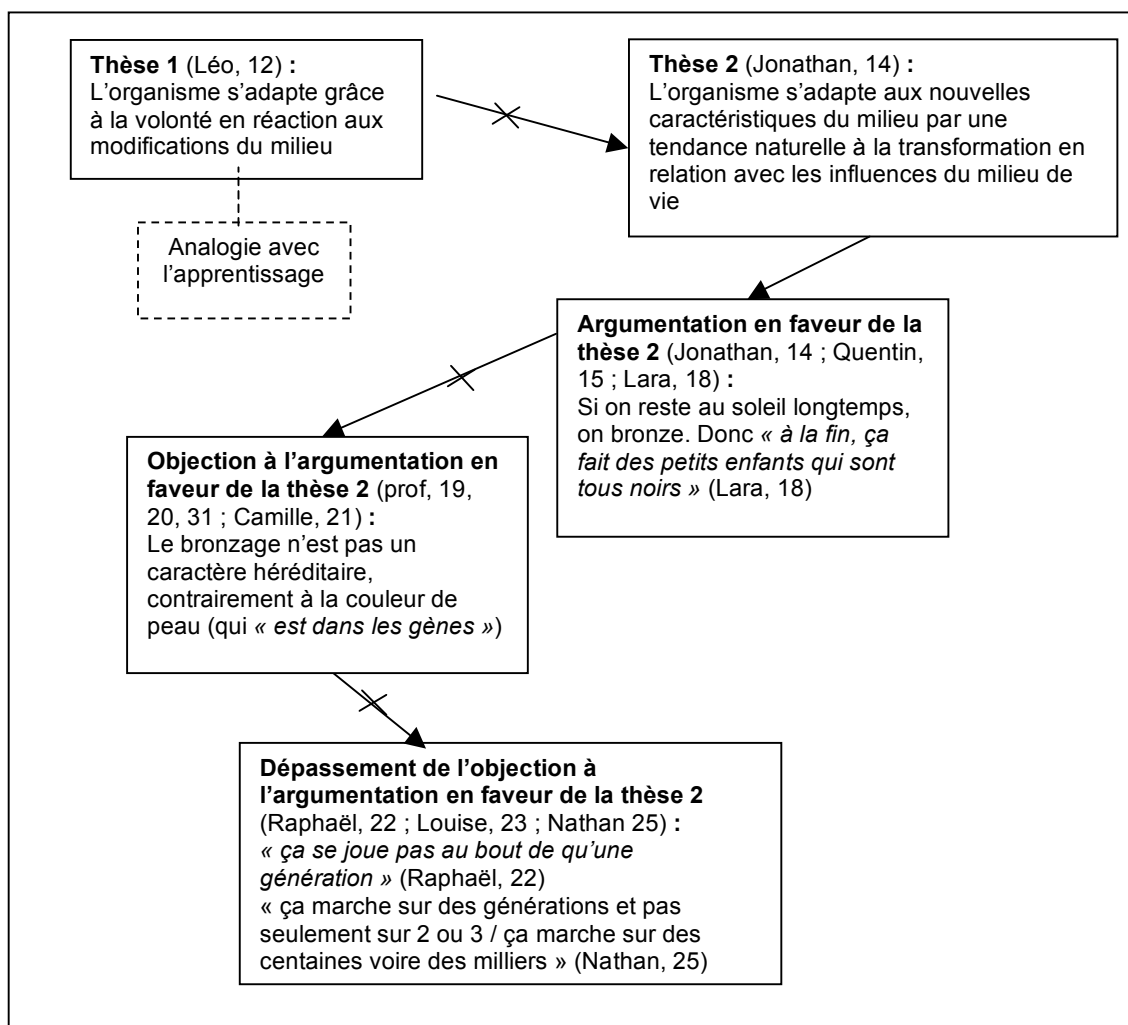 Thèse 1 (Léo, 12) :
L'organisme s'adapte grâce
à la volonté en réaction aux
modifications du milieu
Analogie avec
l'apprentissage
Thèse 2 (Jonathan, 14) :
L'organisme s'adapte aux nouvelles
caractéristiques du milieu par une
tendance naturelle à la transformation en
relation avec les influences du milieu de
vie
Argumentation en faveur de la
thèse 2 (Jonathan, 14 ; Quentin,
15 ; Lara, 18) :
Si on reste au soleil longtemps,
on bronze. Donc « à la fin, ça
fait des petits enfants qui sont
tous noirs » (Lara, 18)
Objection à l'argumentation en
faveur de la thèse 2 (prof, 19,
20, 31 ; Camille, 21) :
Le bronzage n'est pas un
caractère héréditaire,
contrairement à la couleur de
peau (qui « est dans les gènes »)
Dépassement de l'objection à
l'argumentation en faveur de la thèse 2
(Raphaël, 22 ; Louise, 23 ; Nathan 25) :
« ça se joue pas au bout de qu'une
génération » (Raphaël, 22)
« ça marche sur des générations et pas
seulement sur 2 ou 3 / ça marche sur des
centaines voire des milliers » (Nathan, 25)